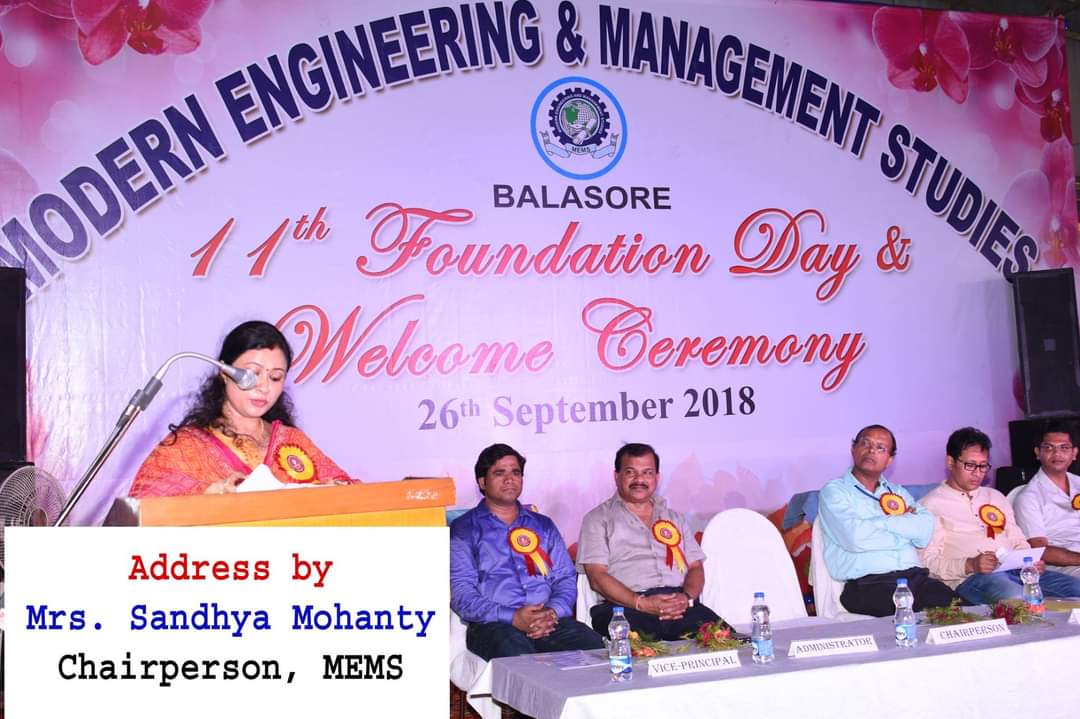 MODERN ENGINEERING & MANAGEMENT STUDIES
MEMS
BALASORE
11th Foundation Day &
Welcome Ceremony
26th September 2018
Address by
Mrs. Sandhya Mohanty
Chairperson, MEMS
VICE-PRINCIPAL
ADMINISTRATOR
CHAIRPERSON